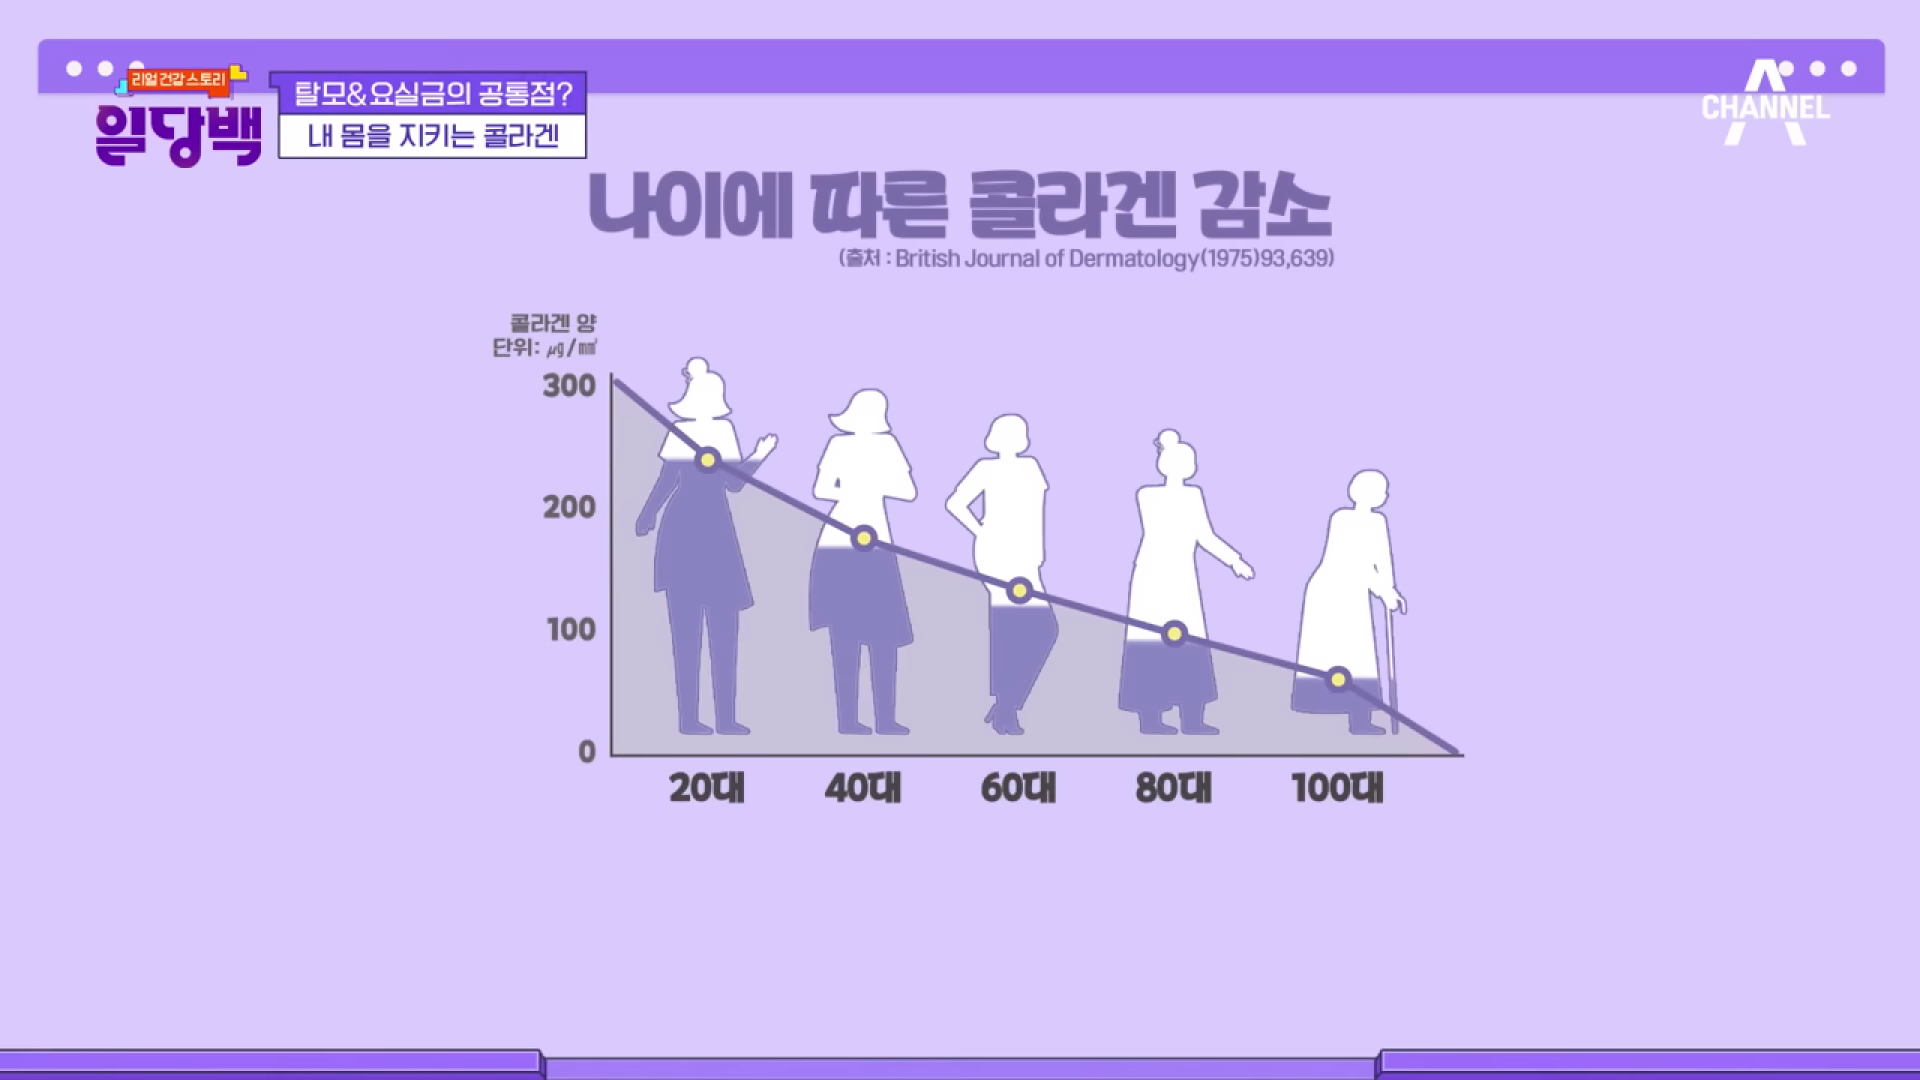 리얼 건강 스토리
일당백
탈모&요실금의 공통점?
내 몸을 지키는 콜라겐
CHANNEL A
나이에 따른 콜라겐 감소
(출처 : British Journal of Dermatology(1975)93,639)
콜라겐 양
단위: ㎍/㎟
300
200
100
0
20대 40대 60대 80대 100대